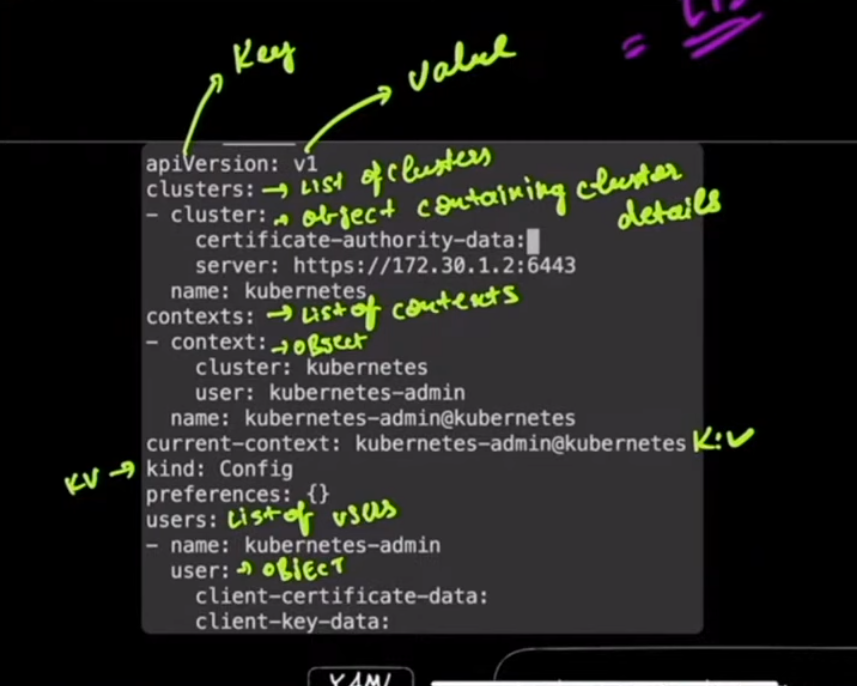 = LIS
Key
value
apiVersion: v1
clusters: → List of clusters
- cluster: → object containing cluster details
certificate-authority-data:
server: https://172.30.1.2:6443
name: kubernetes
contexts: → List of contexts
- context: → object
cluster: kubernetes
user: kubernetes-admin
name: kubernetes-admin@kubernetes
current-context: kubernetes-admin@kubernetes K:V
KV → kind: Config
preferences: {}
users: List of users
- name: kubernetes-admin
user: → OBJECT
client-certificate-data:
client-key-data:
YAML